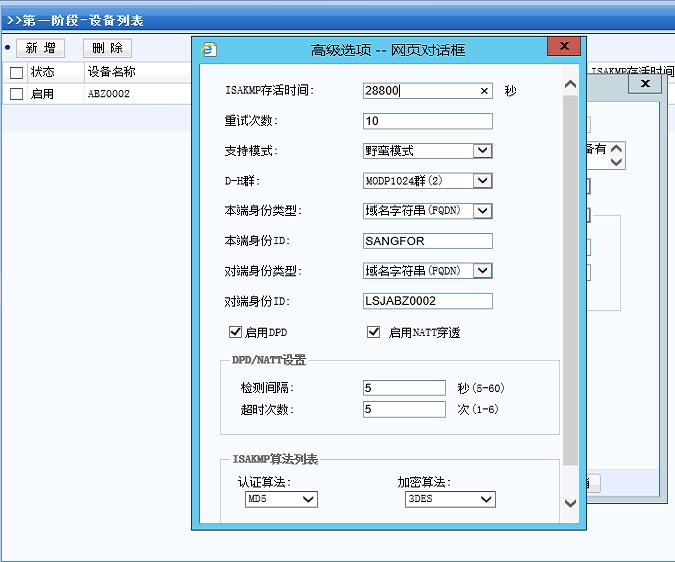 >>第一阶段-设备列表
新 增 删 除
状态 设备名称 ISAKMP存活时间
启用 ABZ0002
高级选项 -- 网页对话框
ISAKMP存活时间: 28800 × 秒
重试次数: 10
支持模式: 野蛮模式
D-H群: MODP1024群(2)
本端身份类型: 域名字符串(FQDN)
本端身份ID: SANGFOR
对端身份类型: 域名字符串(FQDN)
对端身份ID: LSJABZ0002
启用DPD 启用NATT穿透
DPD/NATT设置
检测间隔: 5 秒(5-60)
超时次数: 5 次(1-6)
ISAKMP算法列表
认证算法: 加密算法:
MD5 3DES
备有